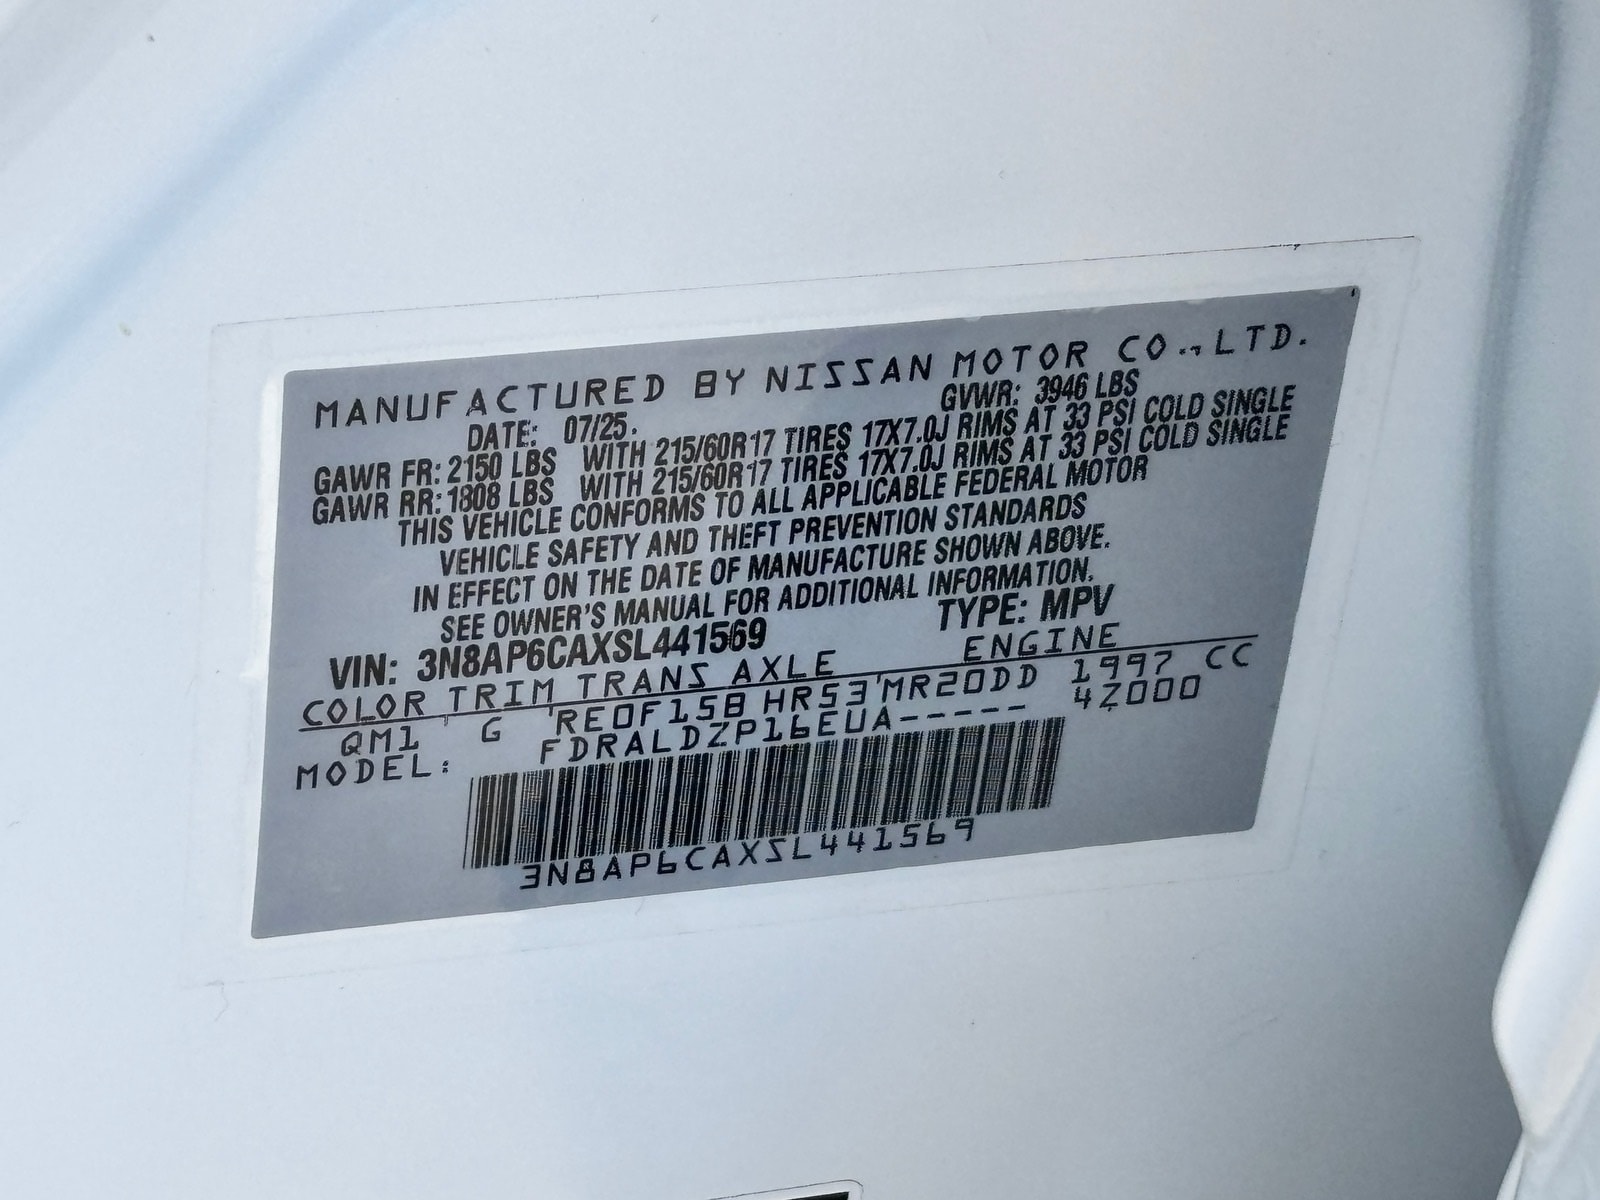 MANUFACTURED BY NISSAN MOTOR CO., LTD.
DATE: 07/25. GVWR: 3946 LBS
GAWR FR: 2150 LBS WITH 215/60R17 TIRES 17X7.0J RIMS AT 33 PSI COLD SINGLE
GAWR RR: 1808 LBS WITH 215/60R17 TIRES 17X7.0J RIMS AT 33 PSI COLD SINGLE
THIS VEHICLE CONFORMS TO ALL APPLICABLE FEDERAL MOTOR
VEHICLE SAFETY AND THEFT PREVENTION STANDARDS
IN EFFECT ON THE DATE OF MANUFACTURE SHOWN ABOVE.
SEE OWNER'S MANUAL FOR ADDITIONAL INFORMATION.
VIN: 3N8AP6CAXSL441569 TYPE: MPV
COLOR TRIM TRANS AXLE ENGINE
QM1 G RE0F15B HR53 MR20DD 1997 CC
MODEL: FDRALDZP16EUA----- 4Z000
3N8AP6CAXSL441569